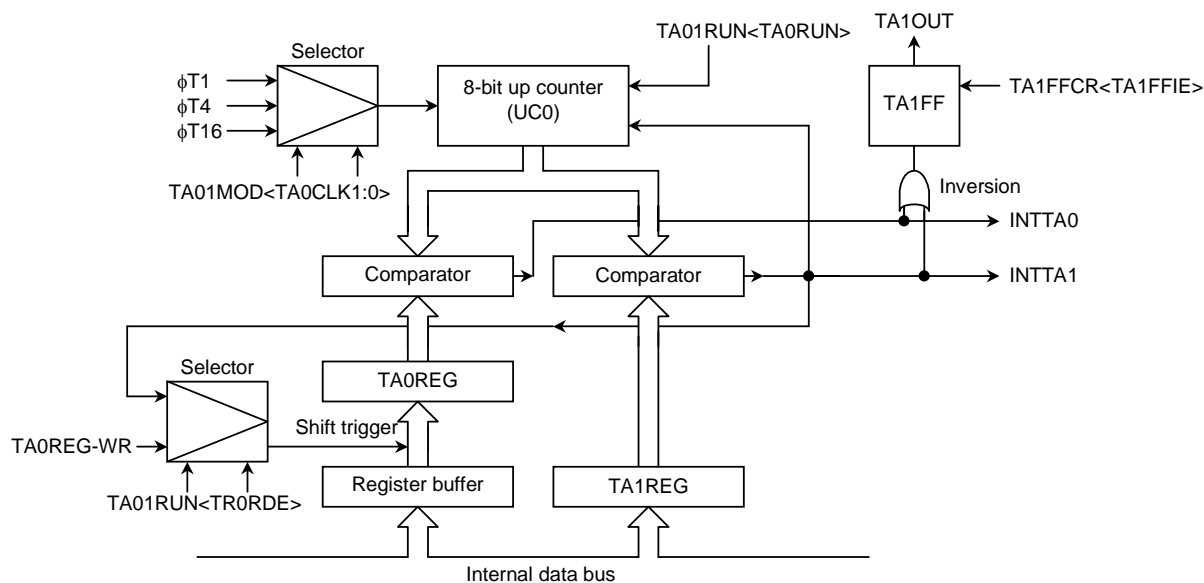 TA01RUN<TA0RUN>
TA1OUT
Selector
ϕT1
ϕT4
ϕT16
8-bit up counter
(UC0)
TA1FF
TA1FFCR<TA1FFIE>
TA01MOD<TA0CLK1:0>
Inversion
INTTA0
Comparator
Comparator
INTTA1
Selector
TA0REG
TA0REG-WR
Shift trigger
Register buffer
TA1REG
TA01RUN<TR0RDE>
Internal data bus